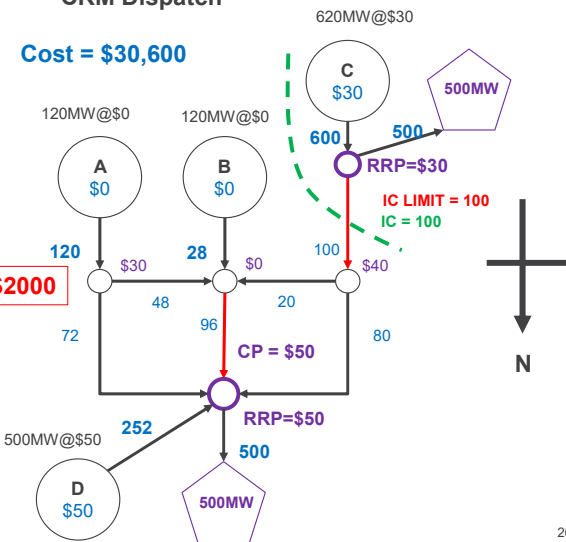 CRM Dispatch
620MW@$30
Cost = $30,600
C
$30
500MW
120MW@$0
120MW@$0
600
500
A
$0
B
$0
RRP=$30
IC LIMIT = 100
IC = 100
120
$30
28
$0
100
$40
$2000
48
20
72
96
80
CP = $50
N
RRP=$50
252
500MW@$50
500
D
$50
500MW